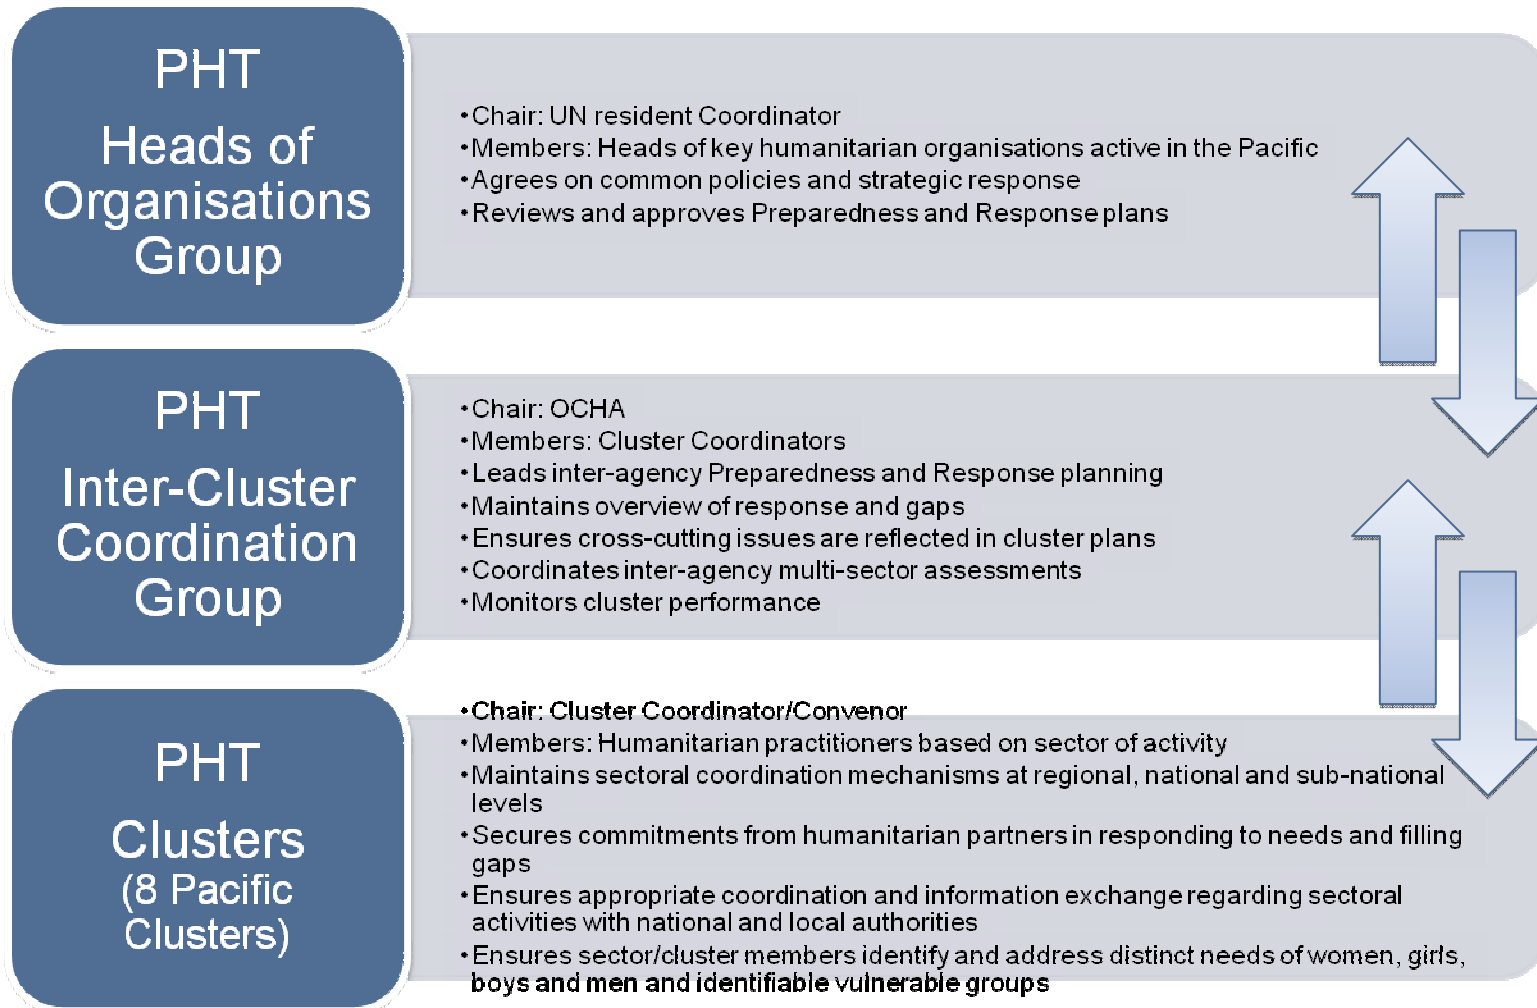 PHT
Heads of
Organisations
Group
•Chair: UN resident Coordinator
•Members: Heads of key humanitarian organisations active in the Pacific
•Agrees on common policies and strategic response
•Reviews and approves Preparedness and Response plans
PHT
Inter-Cluster
Coordination
Group
•Chair: OCHA
•Members: Cluster Coordinators
•Leads inter-agency Preparedness and Response planning
•Maintains overview of response and gaps
•Ensures cross-cutting issues are reflected in cluster plans
•Coordinates inter-agency multi-sector assessments
•Monitors cluster performance
PHT
Clusters
(8 Pacific
Clusters)
•Chair: Cluster Coordinator/Convenor
•Members: Humanitarian practitioners based on sector of activity
•Maintains sectoral coordination mechanisms at regional, national and sub-national
levels
•Secures commitments from humanitarian partners in responding to needs and filling
gaps
•Ensures appropriate coordination and information exchange regarding sectoral
activities with national and local authorities
•Ensures sector/cluster members identify and address distinct needs of women, girls,
boys and men and identifiable vulnerable groups